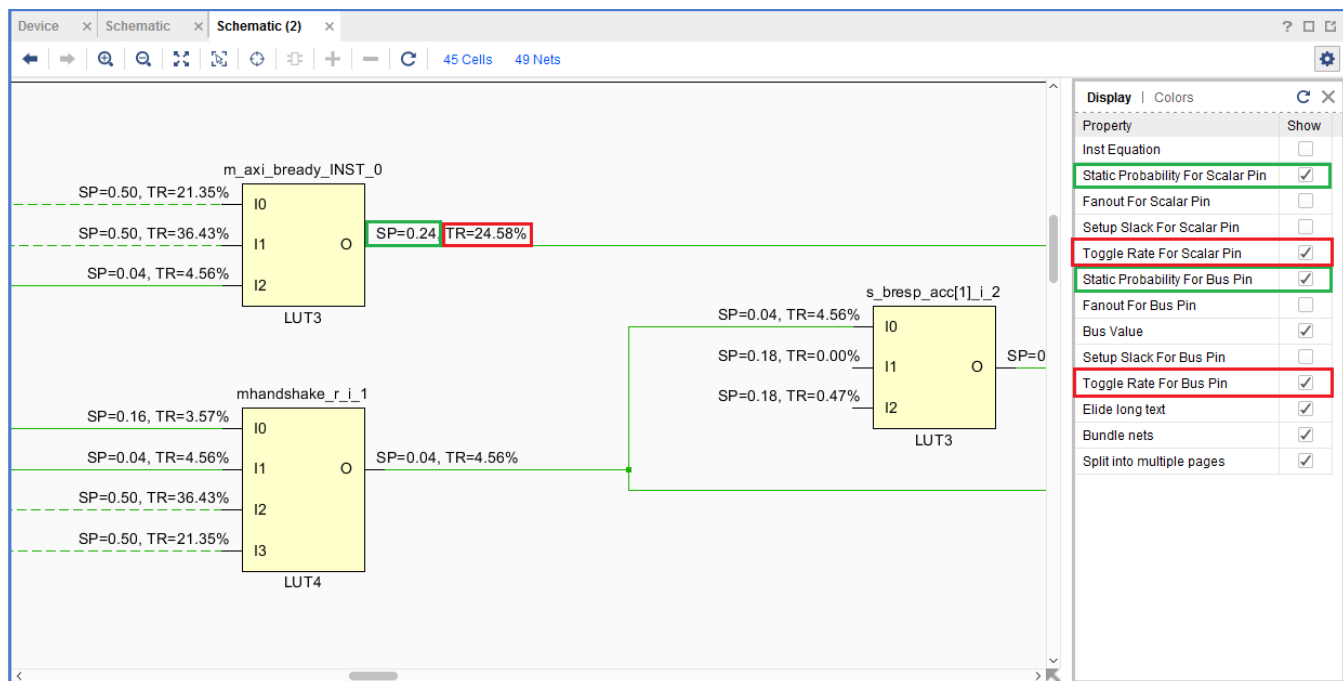 Device × Schematic × Schematic (2) ×
?
45 Cells 49 Nets
m_axi_bready_INST_0
SP=0.50, TR=21.35%
I0
SP=0.50, TR=36.43%
I1
O
SP=0.24, TR=24.58%
SP=0.04, TR=4.56%
I2
LUT3
s_bresp_acc[1]_i_2
SP=0.04, TR=4.56%
I0
SP=0.18, TR=0.00%
I1
O
SP=0
SP=0.18, TR=0.47%
I2
LUT3
mhandshake_r_i_1
SP=0.16, TR=3.57%
I0
SP=0.04, TR=4.56%
I1
O
SP=0.04, TR=4.56%
SP=0.50, TR=36.43%
I2
SP=0.50, TR=21.35%
I3
LUT4
Display | Colors
Property Show
Inst Equation
Static Probability For Scalar Pin
Fanout For Scalar Pin
Setup Slack For Scalar Pin
Toggle Rate For Scalar Pin
Static Probability For Bus Pin
Fanout For Bus Pin
Bus Value
Setup Slack For Bus Pin
Toggle Rate For Bus Pin
Elide long text
Bundle nets
Split into multiple pages